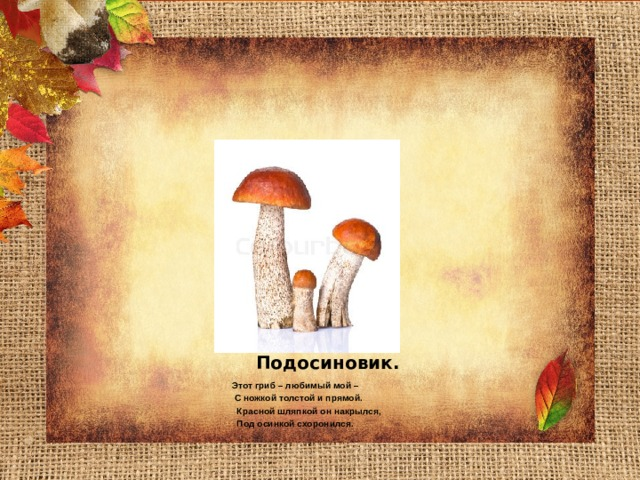 Подосиновик.
Этот гриб – любимый мой –
С ножкой толстой и прямой.
Красной шляпкой он накрылся,
Под осинкой схоронился.